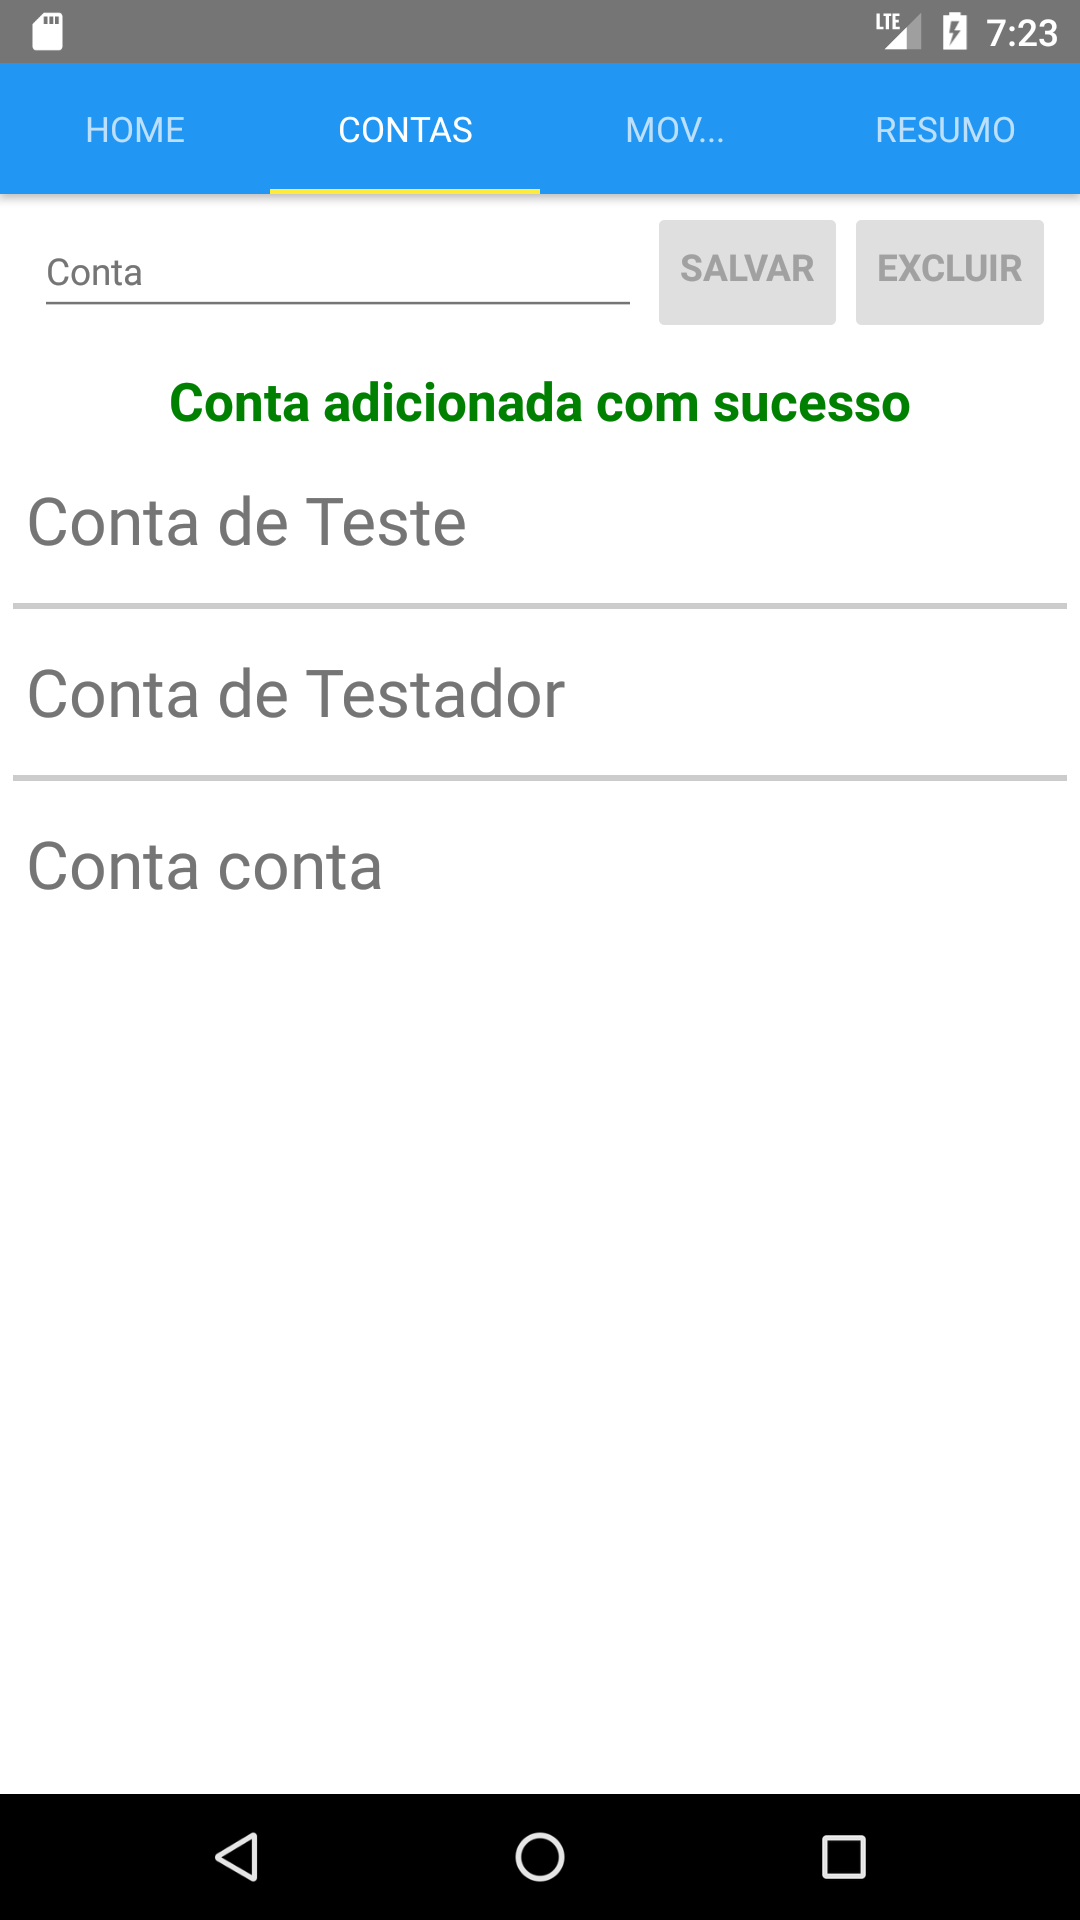 LTE 7:23
HOME CONTAS MOV... RESUMO
Conta SALVAR EXCLUIR
Conta adicionada com sucesso
Conta de Teste
Conta de Testador
Conta conta